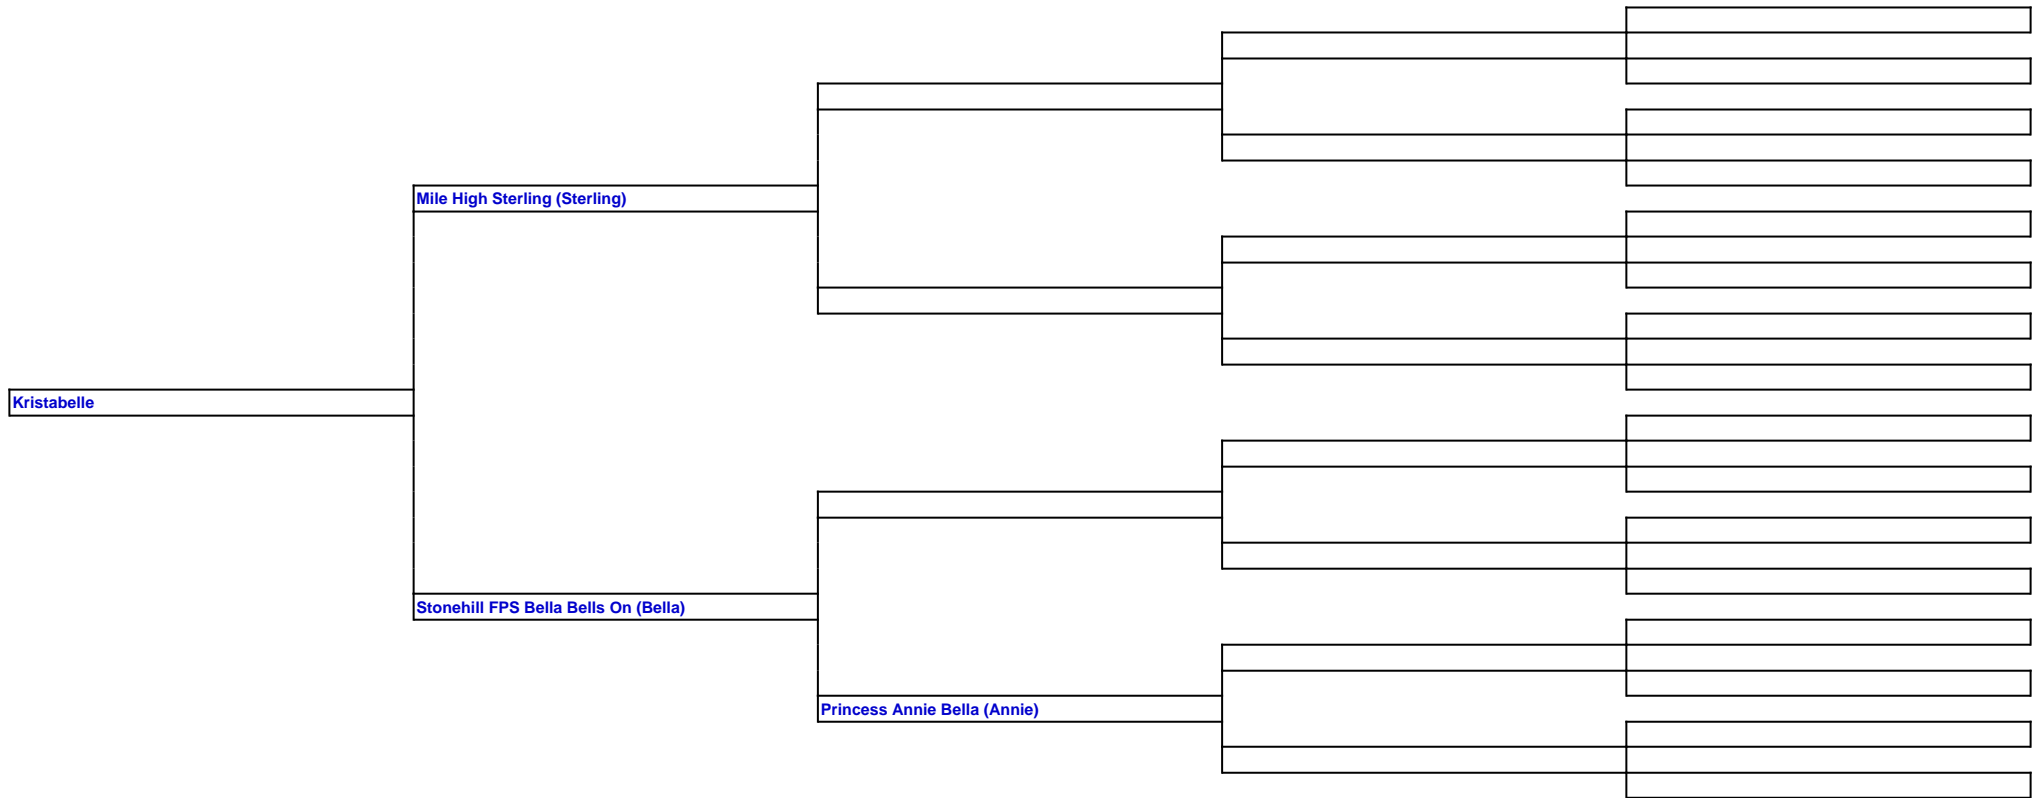 Mile High Sterling (Sterling)
Kristabelle
Stonehill FPS Bella Bells On (Bella)
Princess Annie Bella (Annie)